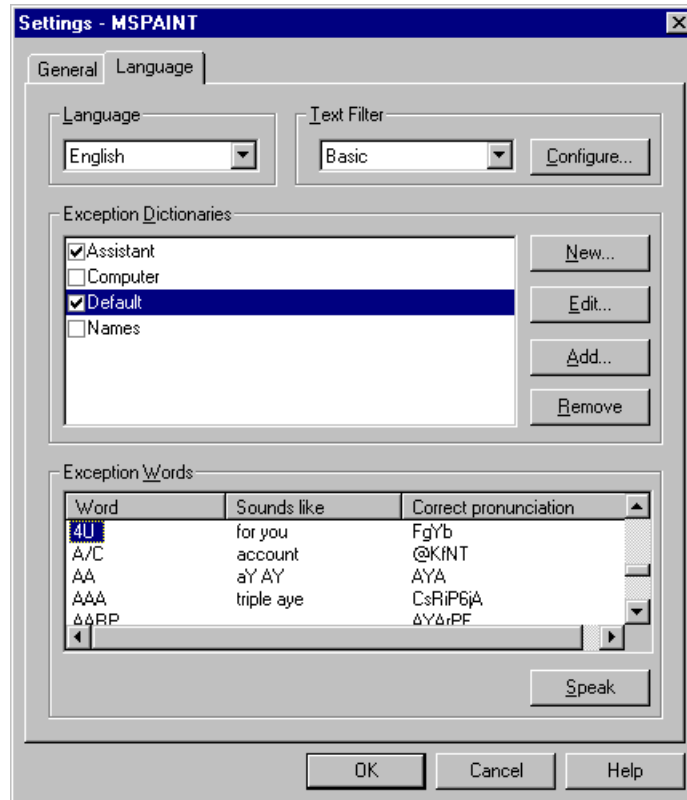 Settings - MSPAINT
General Language
Language
English
Text Filter
Basic
Configure...
Exception Dictionaries
Assistant
Computer
Default
Names
New...
Edit...
Add...
Remove
Exception Words
Word Sounds like Correct pronunciation
4U for you FgYb
A/C account @KfNT
AA aY AY AYA
AAA triple aye CsRiP6jA
AARP AYArPE
Speak
OK Cancel Help